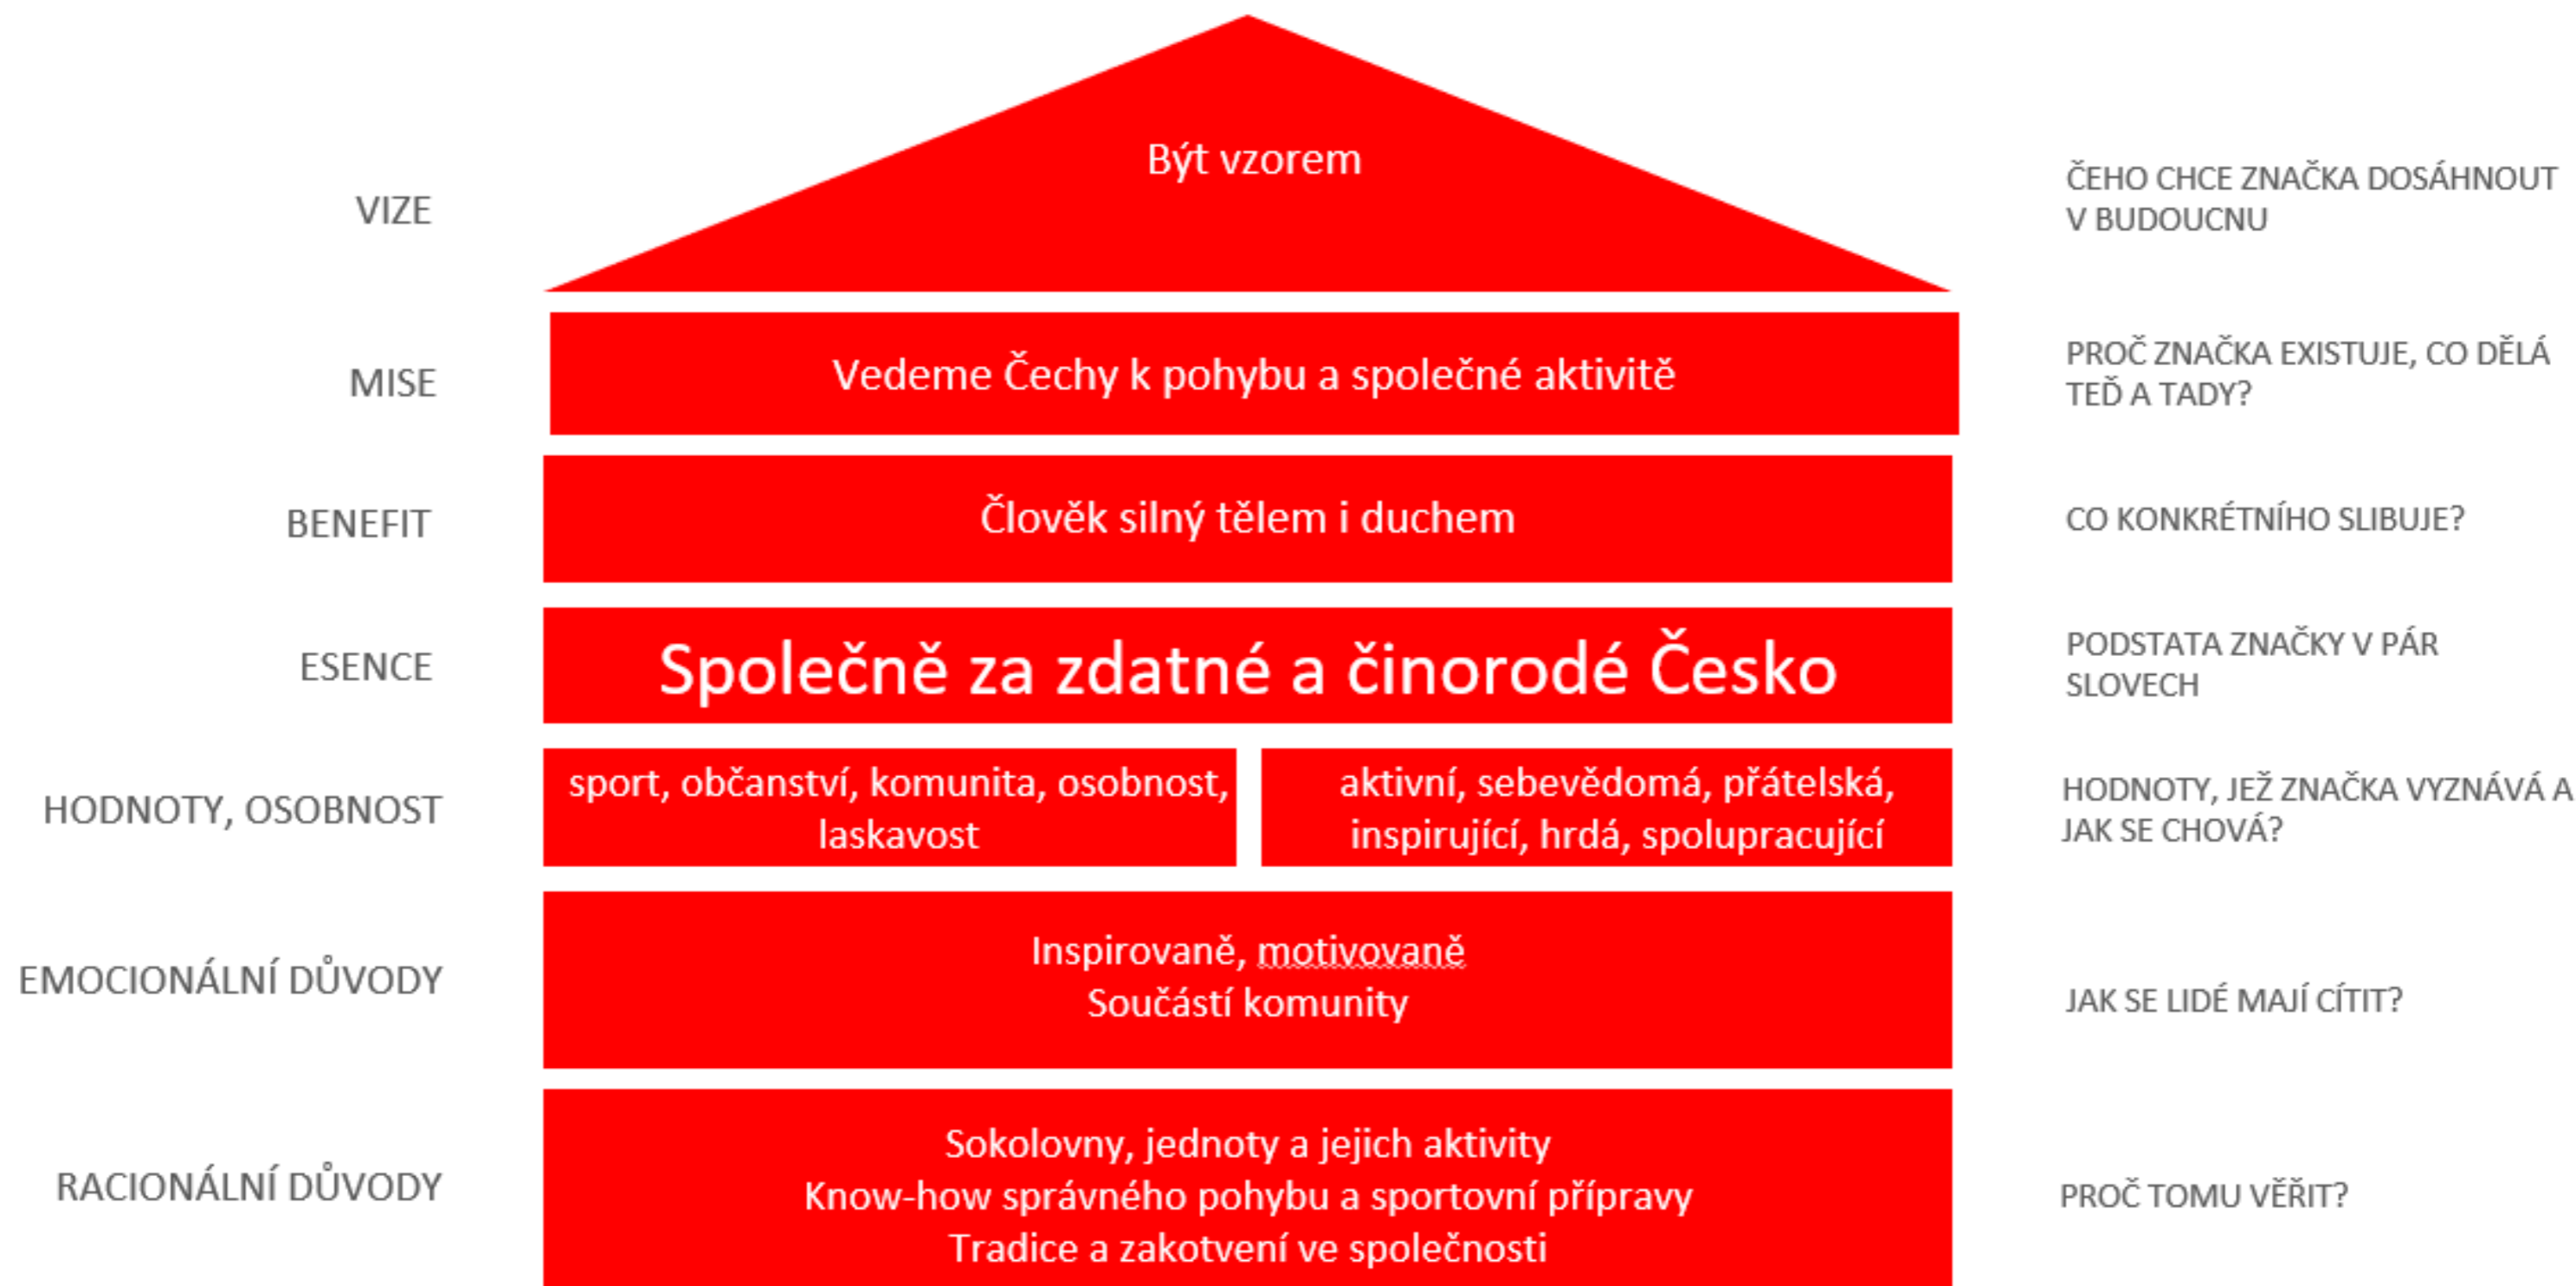 Být vzorem
VIZE
ČEHO CHCE ZNAČKA DOSÁHNOUT
V BUDOUCNU
MISE
Vedeme Čechy k pohybu a společné aktivitě
PROČ ZNAČKA EXISTUJE, CO DĚLÁ
TEĎ A TADY?
BENEFIT
Člověk silný tělem i duchem
CO KONKRÉTNÍHO SLIBUJE?
ESENCE
Společně za zdatné a činorodé Česko
PODSTATA ZNAČKY V PÁR
SLOVECH
HODNOTY, OSOBNOST
sport, občanství, komunita, osobnost,
laskavost
aktivní, sebevědomá, přátelská,
inspirující, hrdá, spolupracující
HODNOTY, JEŽ ZNAČKA VYZNÁVÁ A
JAK SE CHOVÁ?
EMOCIONÁLNÍ DŮVODY
Inspirovaně, motivovaně
Součástí komunity
JAK SE LIDÉ MAJÍ CÍTIT?
RACIONÁLNÍ DŮVODY
Sokolovny, jednoty a jejich aktivity
Know-how správného pohybu a sportovní přípravy
Tradice a zakotvení ve společnosti
PROČ TOMU VĚŘIT?